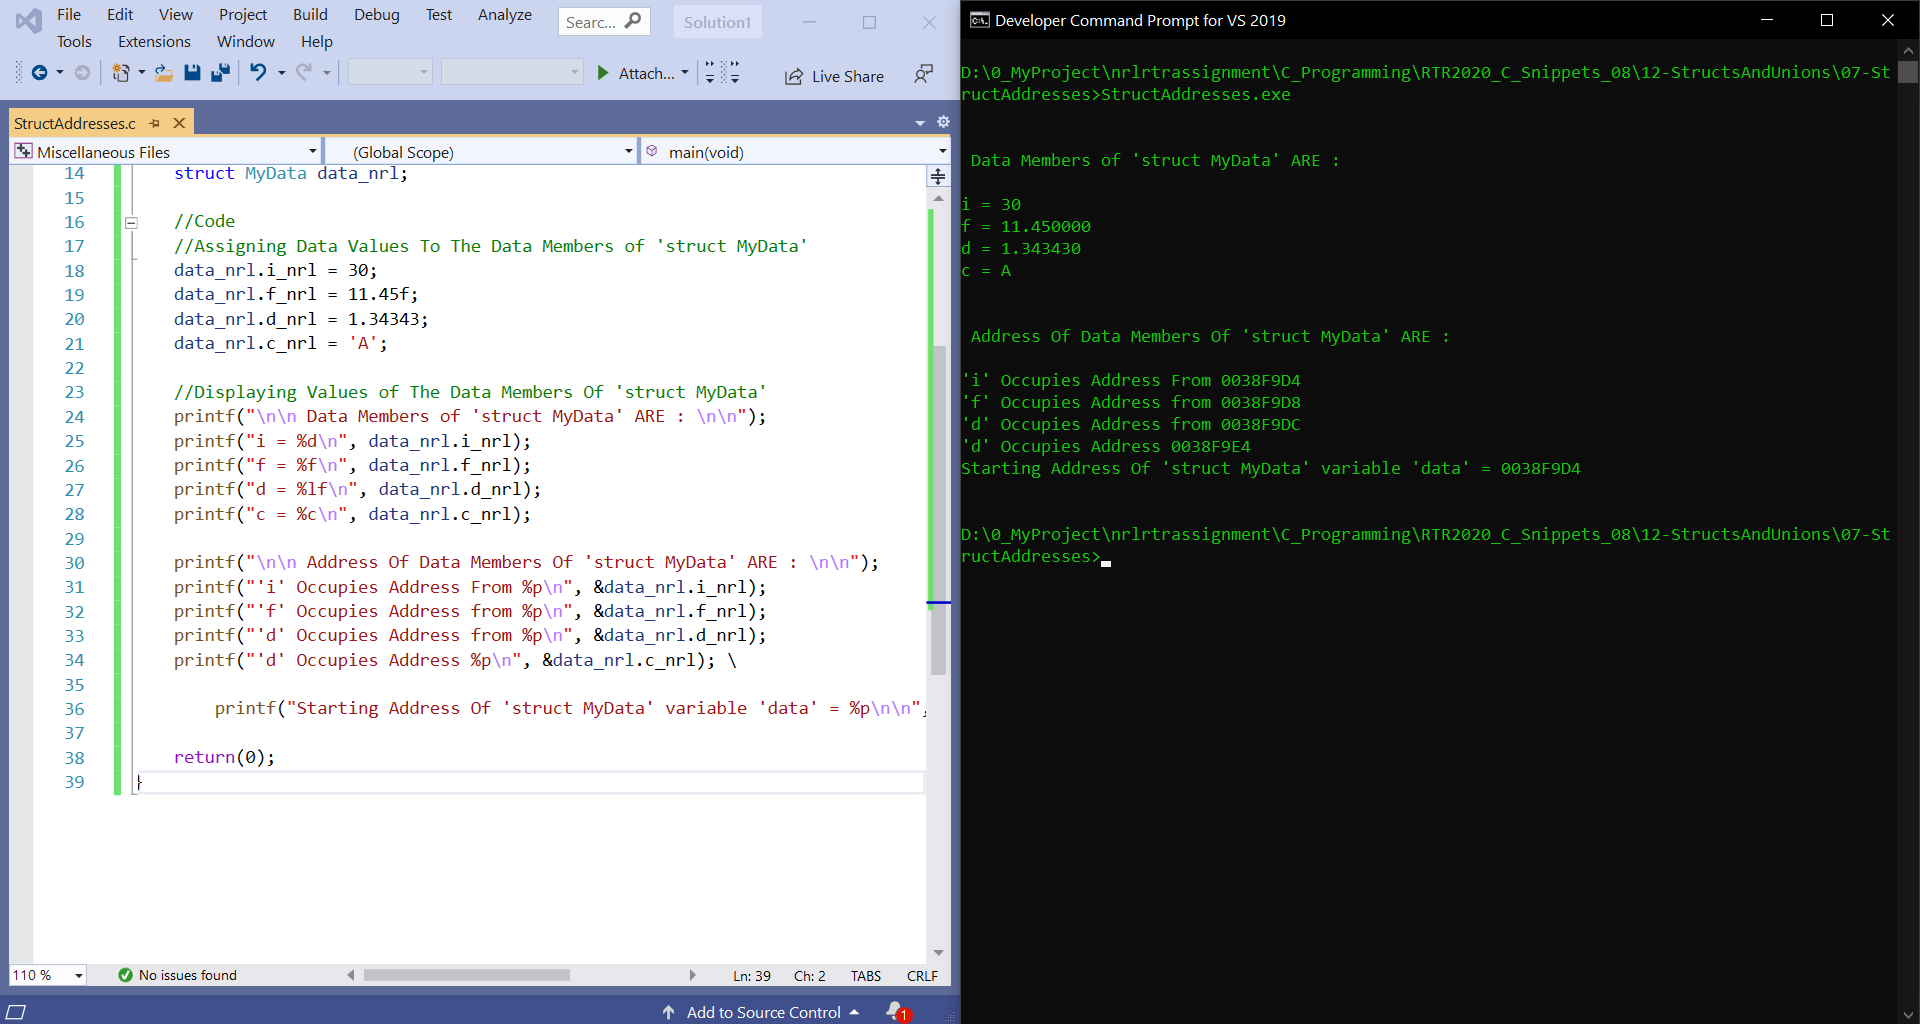 File Edit View Project Build Debug Test Analyze Searc... Solution1
Tools Extensions Window Help
Attach... Live Share
StructAddresses.c
Miscellaneous Files (Global Scope) main(void)
14 struct MyData data_nrl;
15
16 //Code
17 //Assigning Data Values To The Data Members of 'struct MyData'
18 data_nrl.i_nrl = 30;
19 data_nrl.f_nrl = 11.45f;
20 data_nrl.d_nrl = 1.34343;
21 data_nrl.c_nrl = 'A';
22
23 //Displaying Values of The Data Members Of 'struct MyData'
24 printf("\n\n Data Members of 'struct MyData' ARE : \n\n");
25 printf("i = %d\n", data_nrl.i_nrl);
26 printf("f = %f\n", data_nrl.f_nrl);
27 printf("d = %lf\n", data_nrl.d_nrl);
28 printf("c = %c\n", data_nrl.c_nrl);
29
30 printf("\n\n Address Of Data Members Of 'struct MyData' ARE : \n\n");
31 printf("'i' Occupies Address From %p\n", &data_nrl.i_nrl);
32 printf("'f' Occupies Address from %p\n", &data_nrl.f_nrl);
33 printf("'d' Occupies Address from %p\n", &data_nrl.d_nrl);
34 printf("'d' Occupies Address %p\n", &data_nrl.c_nrl); \
35
36 printf("Starting Address Of 'struct MyData' variable 'data' = %p\n\n",
37
38 return(0);
39 }
110 % No issues found Ln: 39 Ch: 2 TABS CRLF
Add to Source Control 1
Developer Command Prompt for VS 2019
D:\0_MyProject\nrlrtrassignment\C_Programming\RTR2020_C_Snippets_08\12-StructsAndUnions\07-St
ructAddresses>StructAddresses.exe
Data Members of 'struct MyData' ARE :
i = 30
f = 11.450000
d = 1.343430
c = A
Address Of Data Members Of 'struct MyData' ARE :
'i' Occupies Address From 0038F9D4
'f' Occupies Address from 0038F9D8
'd' Occupies Address from 0038F9DC
'd' Occupies Address 0038F9E4
Starting Address Of 'struct MyData' variable 'data' = 0038F9D4
D:\0_MyProject\nrlrtrassignment\C_Programming\RTR2020_C_Snippets_08\12-StructsAndUnions\07-St
ructAddresses>